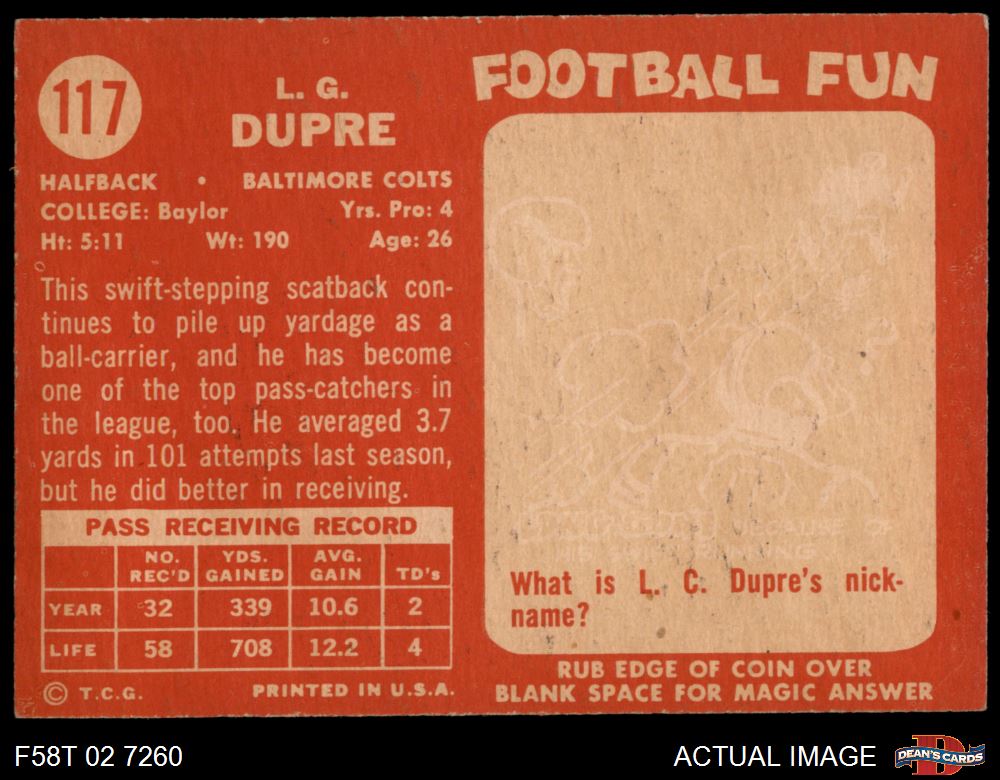 117
L. G.
DUPRE
HALFBACK • BALTIMORE COLTS
COLLEGE: Baylor Yrs. Pro: 4
Ht: 5:11 Wt: 190 Age: 26
This swift-stepping scatback con-
tinues to pile up yardage as a
ball-carrier, and he has become
one of the top pass-catchers in
the league, too. He averaged 3.7
yards in 101 attempts last season,
but he did better in receiving.
PASS RECEIVING RECORD
NO. REC'D YDS. GAINED AVG. GAIN TD's
YEAR 32 339 10.6 2
LIFE 58 708 12.2 4
© T.C.G. PRINTED IN U.S.A.
FOOTBALL FUN
What is L. C. Dupre's nick-
name?
RUB EDGE OF COIN OVER
BLANK SPACE FOR MAGIC ANSWER
F58T 02 7260
ACTUAL IMAGE
DEAN'S CARDS